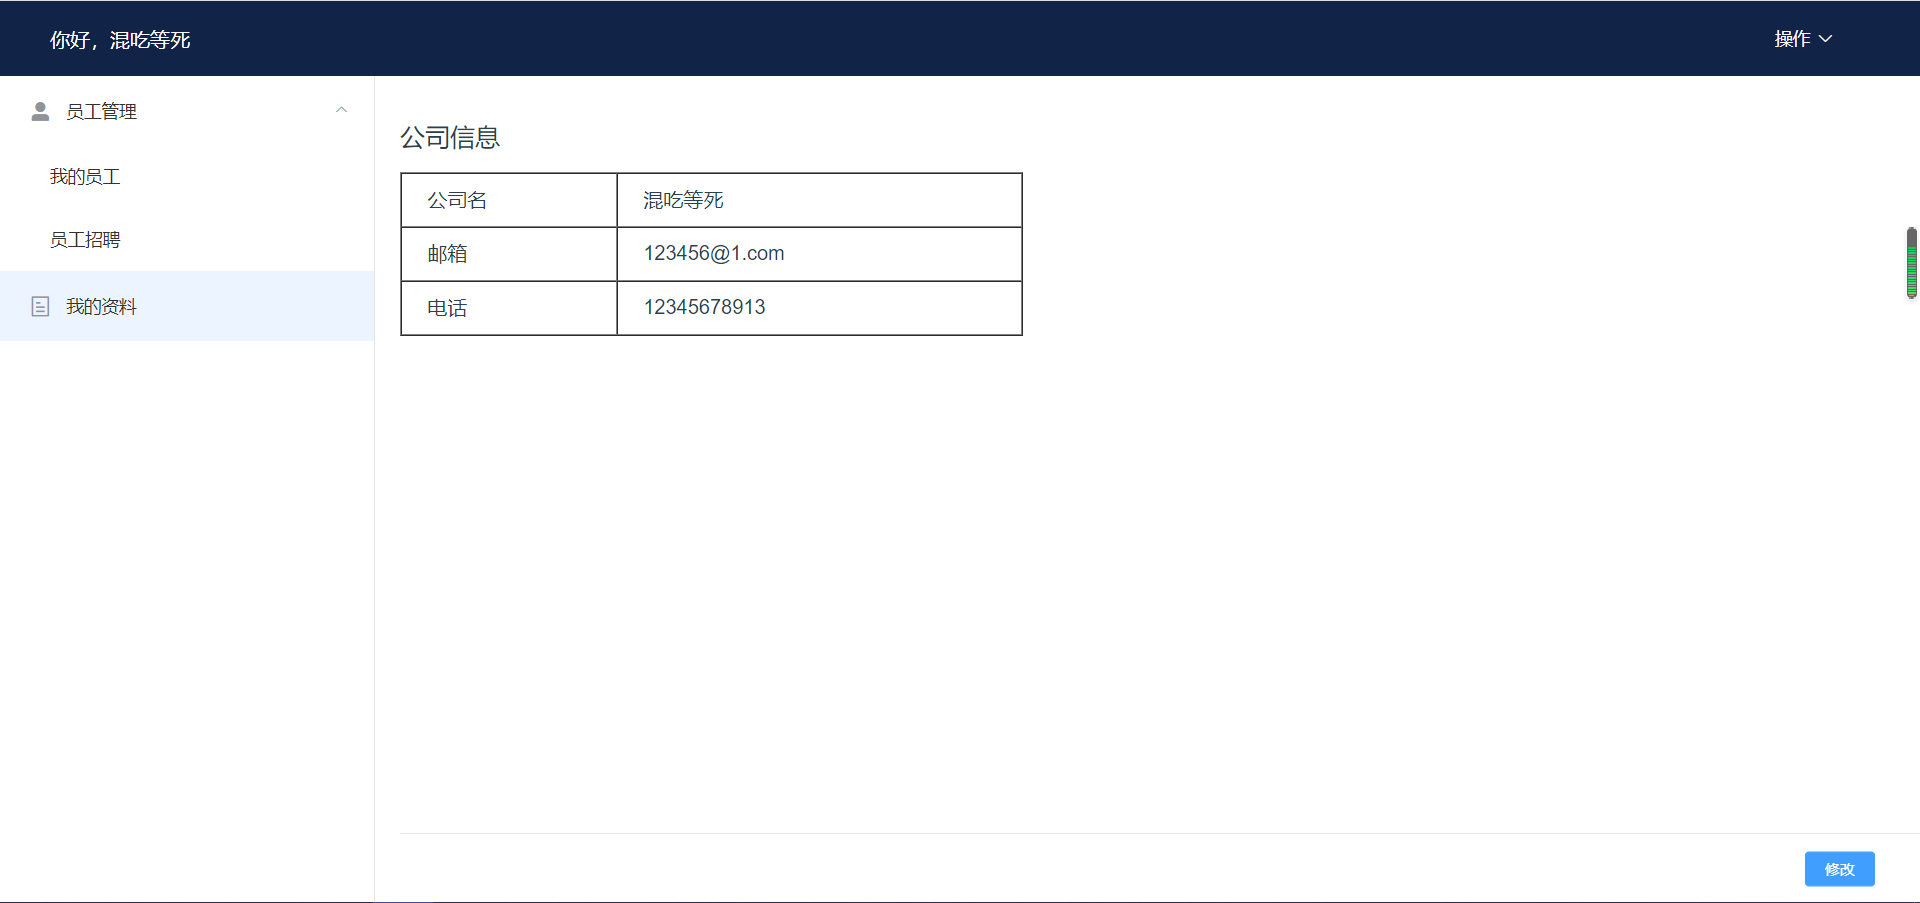 你好，混吃等死
操作
员工管理
我的员工
员工招聘
我的资料
公司信息
公司名 混吃等死
邮箱 123456@1.com
电话 12345678913
修改